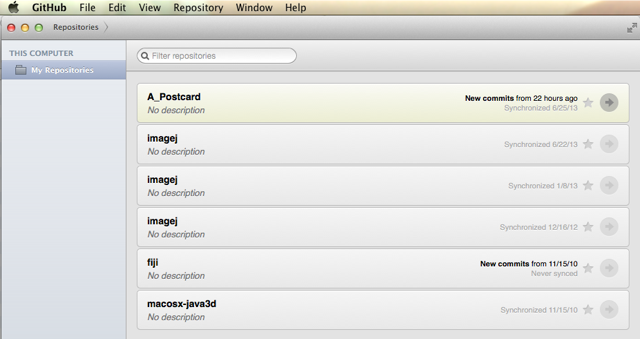 GitHub File Edit View Repository Window Help
Repositories
THIS COMPUTER
My Repositories
Filter repositories
A_Postcard
No description
New commits from 22 hours ago
Synchronized 6/25/13
imagej
No description
Synchronized 6/22/13
imagej
No description
Synchronized 1/8/13
imagej
No description
Synchronized 12/16/12
fiji
No description
New commits from 11/15/10
Never synced
macosx-java3d
No description
Synchronized 11/15/10